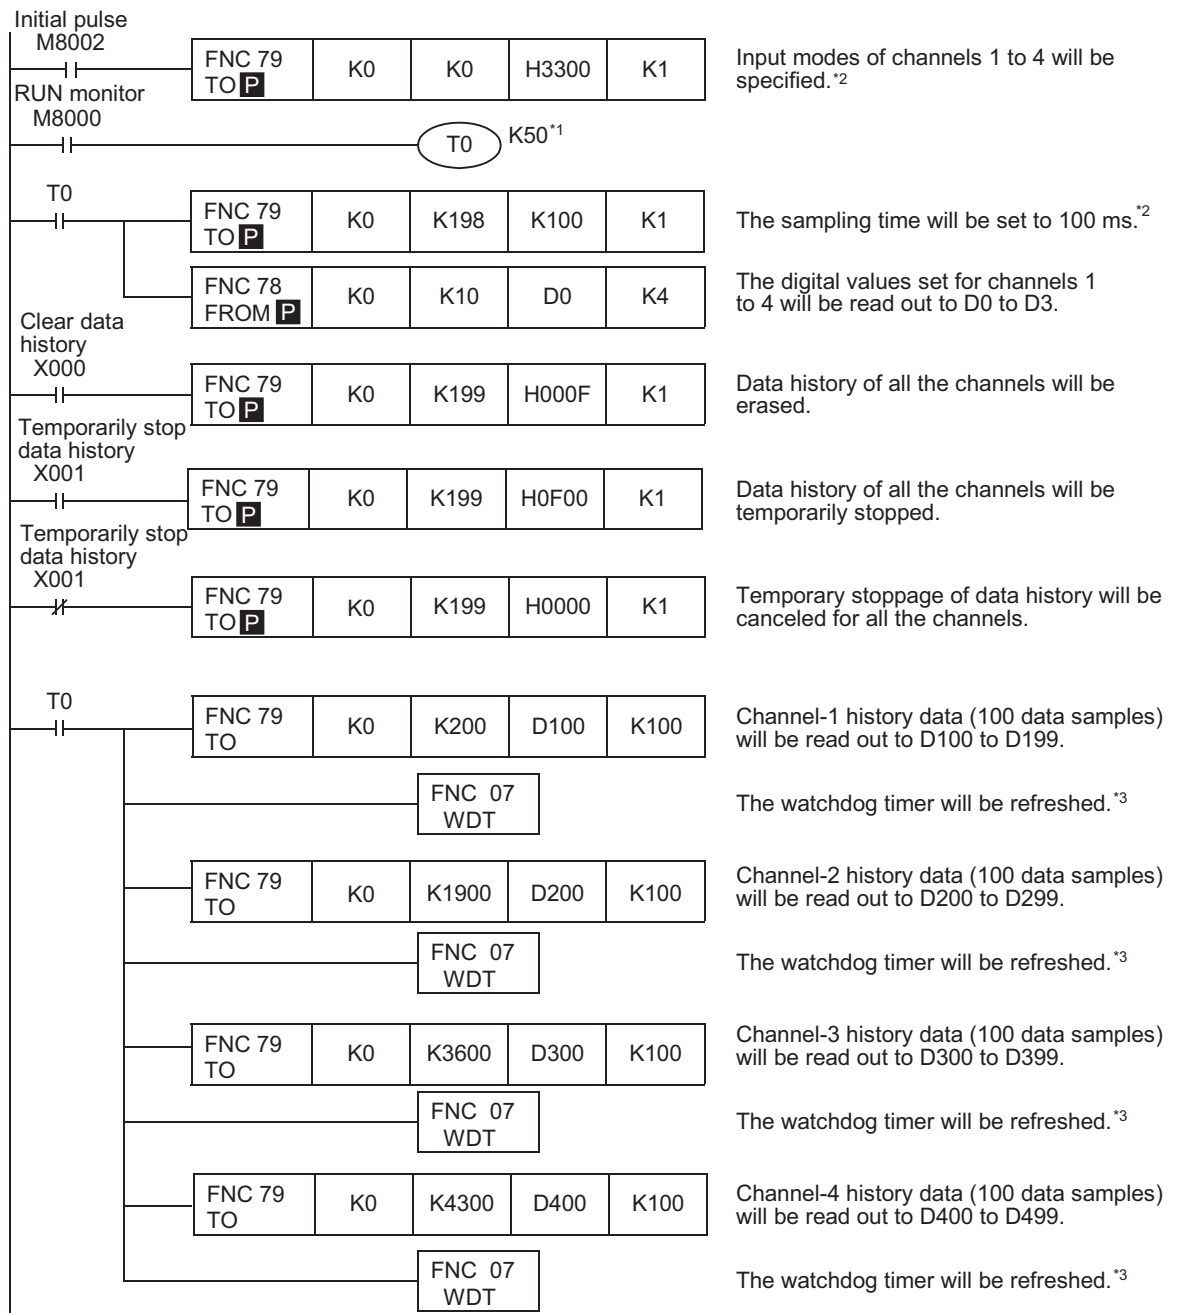 Initial pulse
M8002
FNC 79
TO P
K0
K0
H3300
K1
Input modes of channels 1 to 4 will be
specified.*2
RUN monitor
M8000
T0
K50*1
T0
FNC 79
TO P
K0
K198
K100
K1
The sampling time will be set to 100 ms.*2
FNC 78
FROM P
K0
K10
D0
K4
The digital values set for channels 1
to 4 will be read out to D0 to D3.
Clear data
history
X000
FNC 79
TO P
K0
K199
H000F
K1
Data history of all the channels will be
erased.
Temporarily stop
data history
X001
FNC 79
TO P
K0
K199
H0F00
K1
Data history of all the channels will be
temporarily stopped.
Temporarily stop
data history
X001
FNC 79
TO P
K0
K199
H0000
K1
Temporary stoppage of data history will be
canceled for all the channels.
T0
FNC 79
TO
K0
K200
D100
K100
Channel-1 history data (100 data samples)
will be read out to D100 to D199.
FNC 07
WDT
The watchdog timer will be refreshed.*3
FNC 79
TO
K0
K1900
D200
K100
Channel-2 history data (100 data samples)
will be read out to D200 to D299.
FNC 07
WDT
The watchdog timer will be refreshed.*3
FNC 79
TO
K0
K3600
D300
K100
Channel-3 history data (100 data samples)
will be read out to D300 to D399.
FNC 07
WDT
The watchdog timer will be refreshed.*3
FNC 79
TO
K0
K4300
D400
K100
Channel-4 history data (100 data samples)
will be read out to D400 to D499.
FNC 07
WDT
The watchdog timer will be refreshed.*3